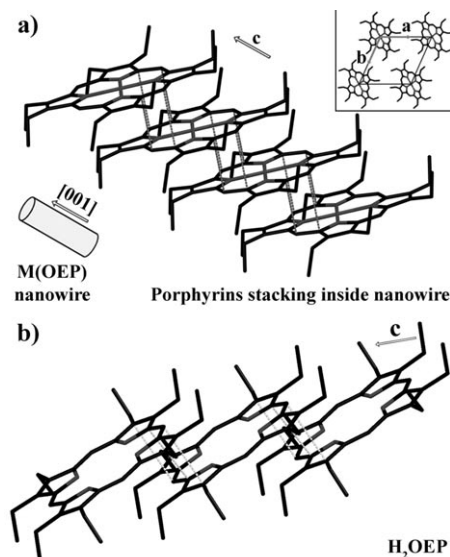 a)
c
a
b
[001]
M(OEP)
nanowire
Porphyrins stacking inside nanowire
b)
c
H₂OEP